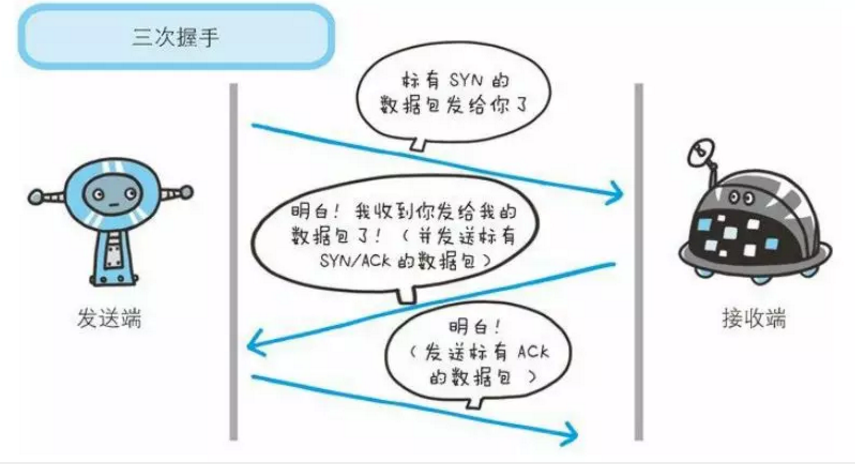 三次握手
标有 SYN 的
数据包发给你了
明白！我收到你发给我的
数据包了！（并发送标有
SYN/ACK 的数据包）
发送端
接收端
明白！
（发送标有 ACK
的数据包）